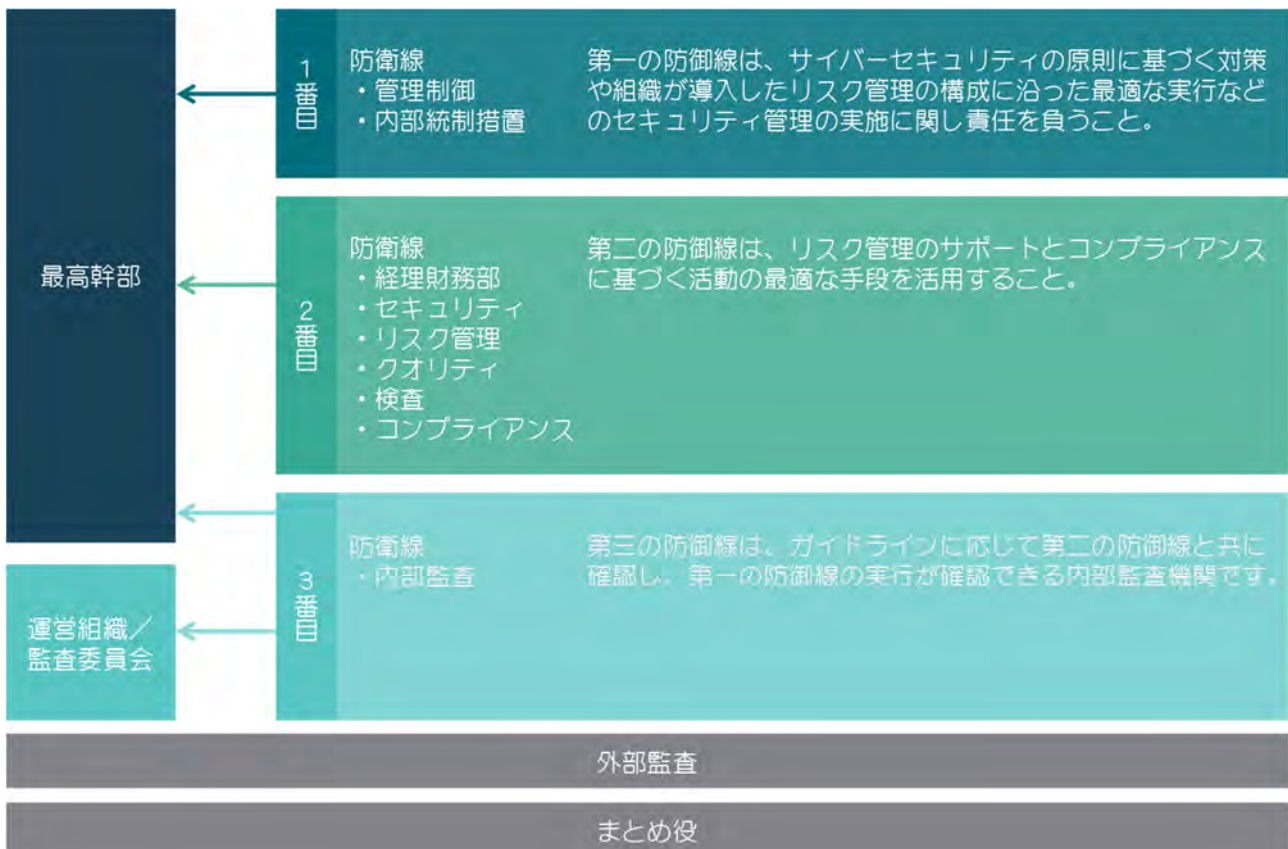 最高幹部
1番目
防衛線
・管理制御
・内部統制措置
第一の防御線は、サイバーセキュリティの原則に基づく対策
や組織が導入したリスク管理の構成に沿った最適な実行など
のセキュリティ管理の実施に関し責任を負うこと。
2番目
防衛線
・経理財務部
・セキュリティ
・リスク管理
・クオリティ
・検査
・コンプライアンス
第二の防御線は、リスク管理のサポートとコンプライアンス
に基づく活動の最適な手段を活用すること。
運営組織／
監査委員会
3番目
防衛線
・内部監査
第三の防御線は、ガイドラインに応じて第二の防御線と共に
確認し、第一の防御線の実行が確認できる内部監査機関です。
外部監査
まとめ役